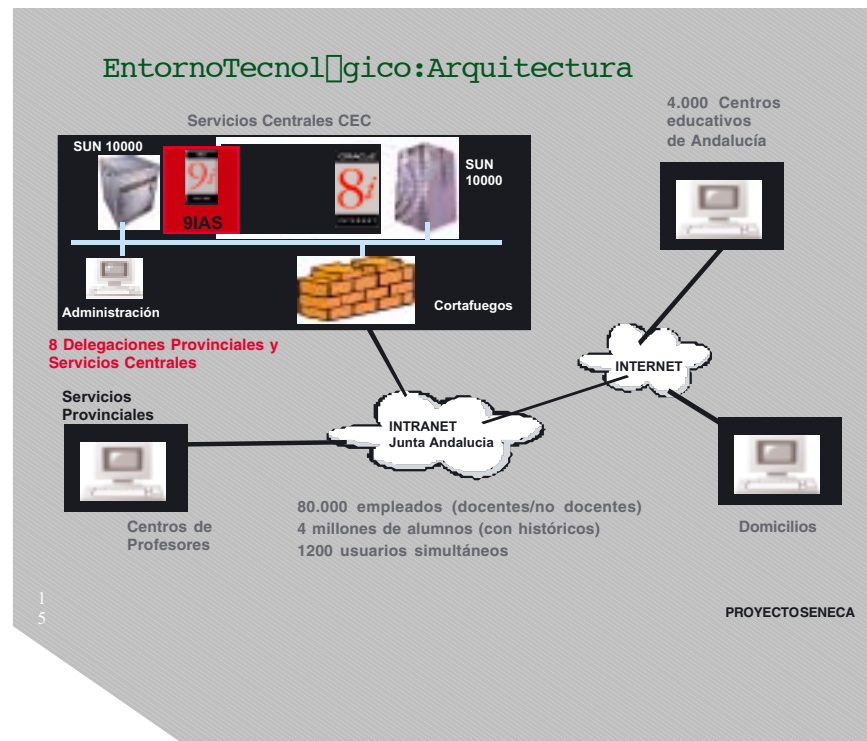 EntornoTecnol▯gico:Arquitectura
4.000 Centros
educativos
de Andalucía
Servicios Centrales CEC
SUN 10000
9i
9IAS
ORACLE
8i
INTERNET
SUN
10000
Administración
Cortafuegos
8 Delegaciones Provinciales y
Servicios Centrales
INTERNET
Servicios
Provinciales
INTRANET
Junta Andalucia
80.000 empleados (docentes/no docentes)
4 millones de alumnos (con históricos)
1200 usuarios simultáneos
Centros de
Profesores
Domicilios
1
5
PROYECTOSENECA